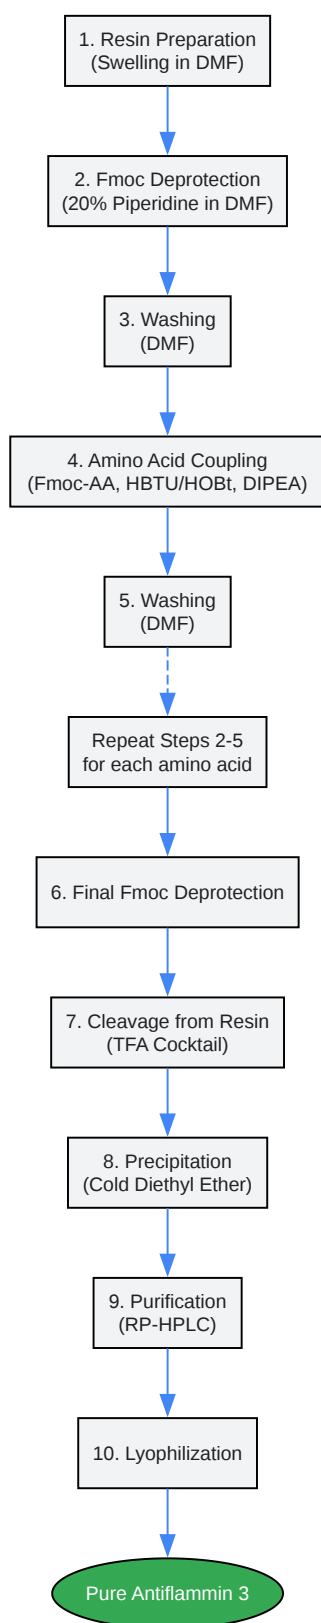 1. Resin Preparation
(Swelling in DMF)
2. Fmoc Deprotection
(20% Piperidine in DMF)
3. Washing
(DMF)
4. Amino Acid Coupling
(Fmoc-AA, HBTU/HOBt, DIPEA)
5. Washing
(DMF)
Repeat Steps 2-5
for each amino acid
6. Final Fmoc Deprotection
7. Cleavage from Resin
(TFA Cocktail)
8. Precipitation
(Cold Diethyl Ether)
9. Purification
(RP-HPLC)
10. Lyophilization
Pure Antiflammin 3